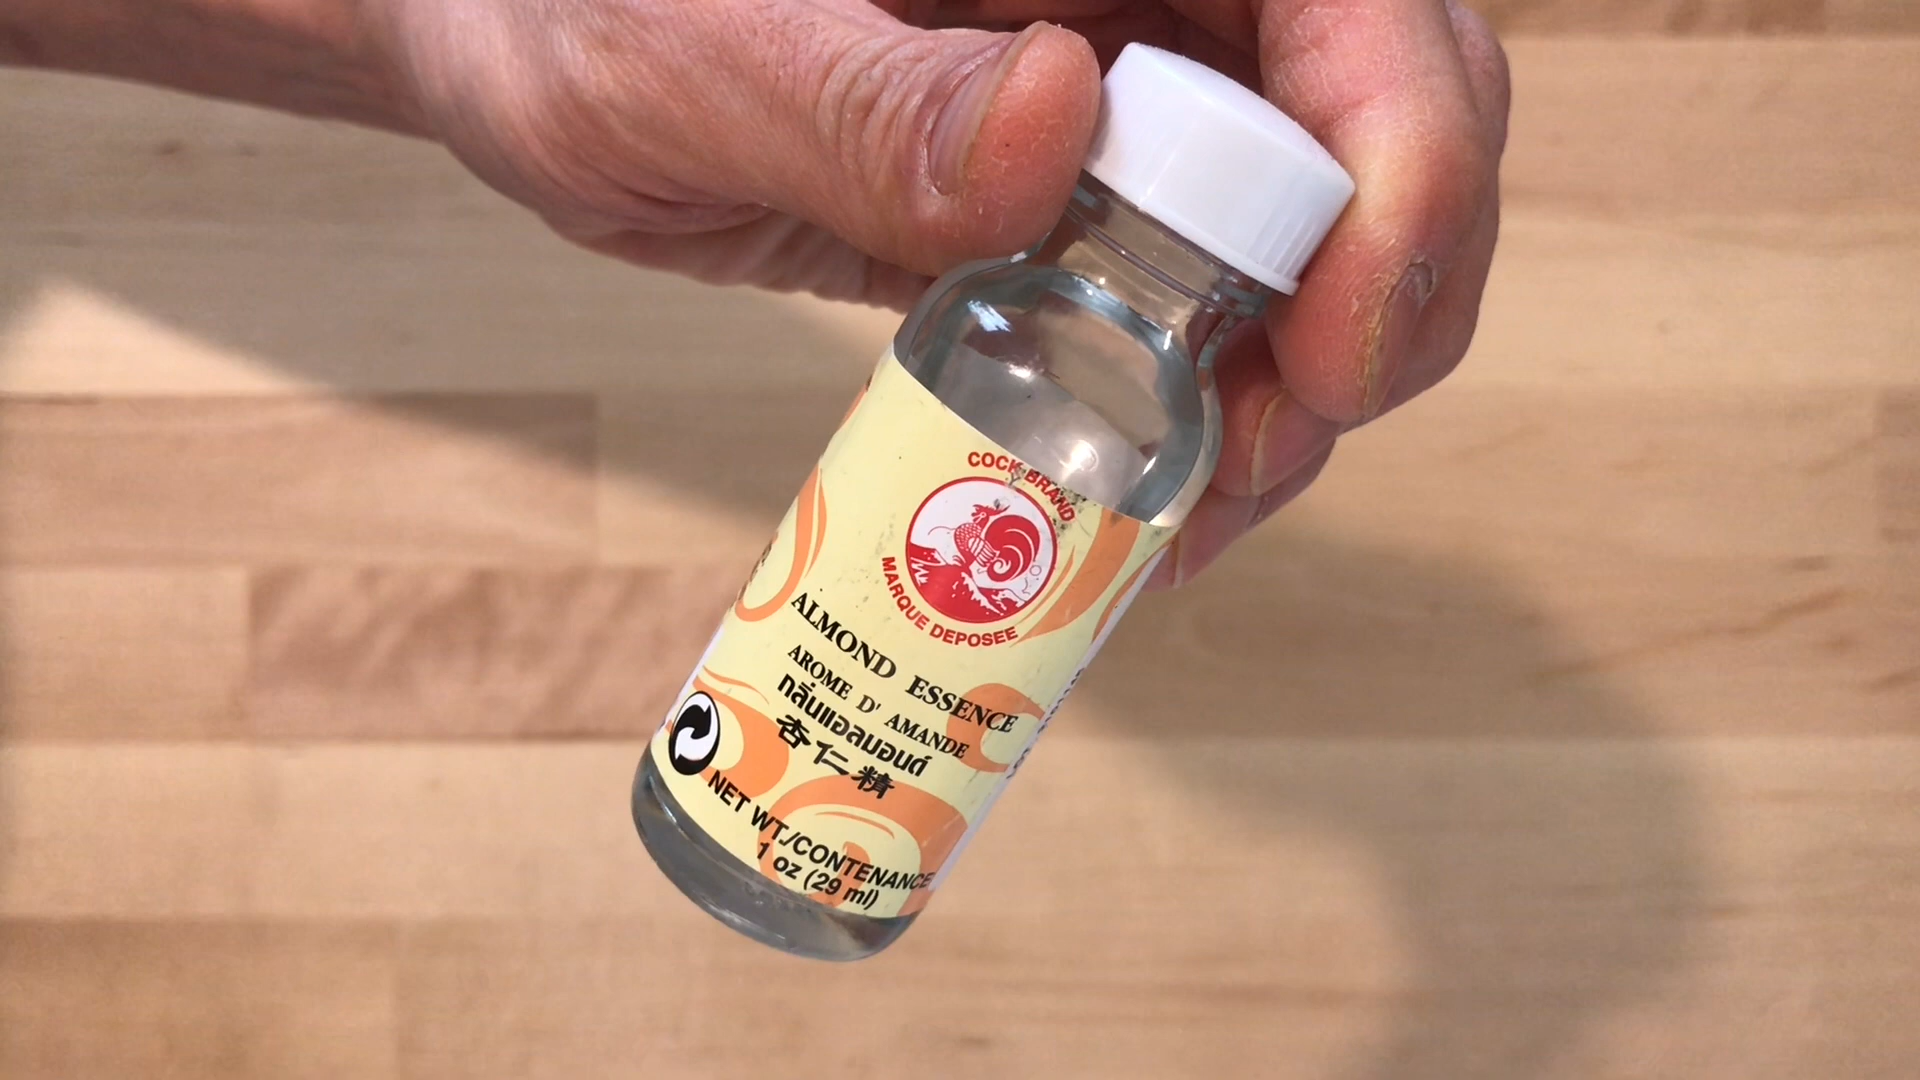 COCK BRAND
MARQUE DEPOSEE
ALMOND ESSENCE
AROME D' AMANDE
กลิ่นแอลมอนด์
杏仁精
NET WT./CONTENANCE
1 oz (29 ml)